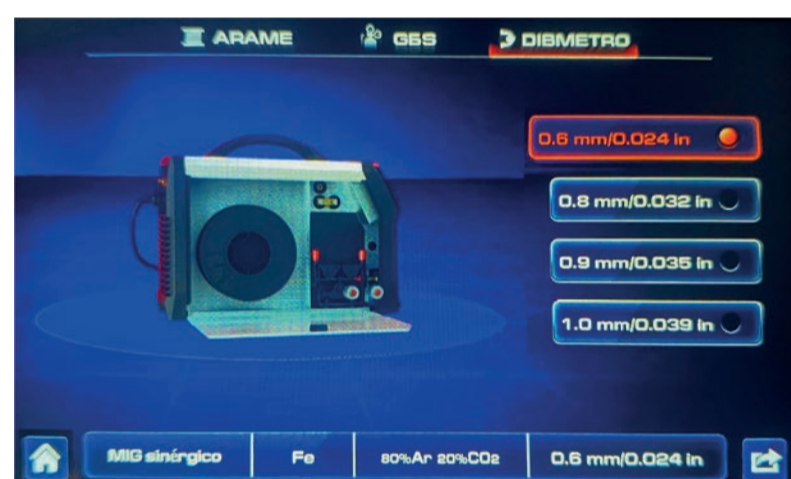 ARAME GБS DIBMETRO
0.6 mm/0.024 in
0.8 mm/0.032 in
0.9 mm/0.035 in
1.0 mm/0.039 in
MIG sinérgico Fe 80%Ar 20%CO2 0.6 mm/0.024 in